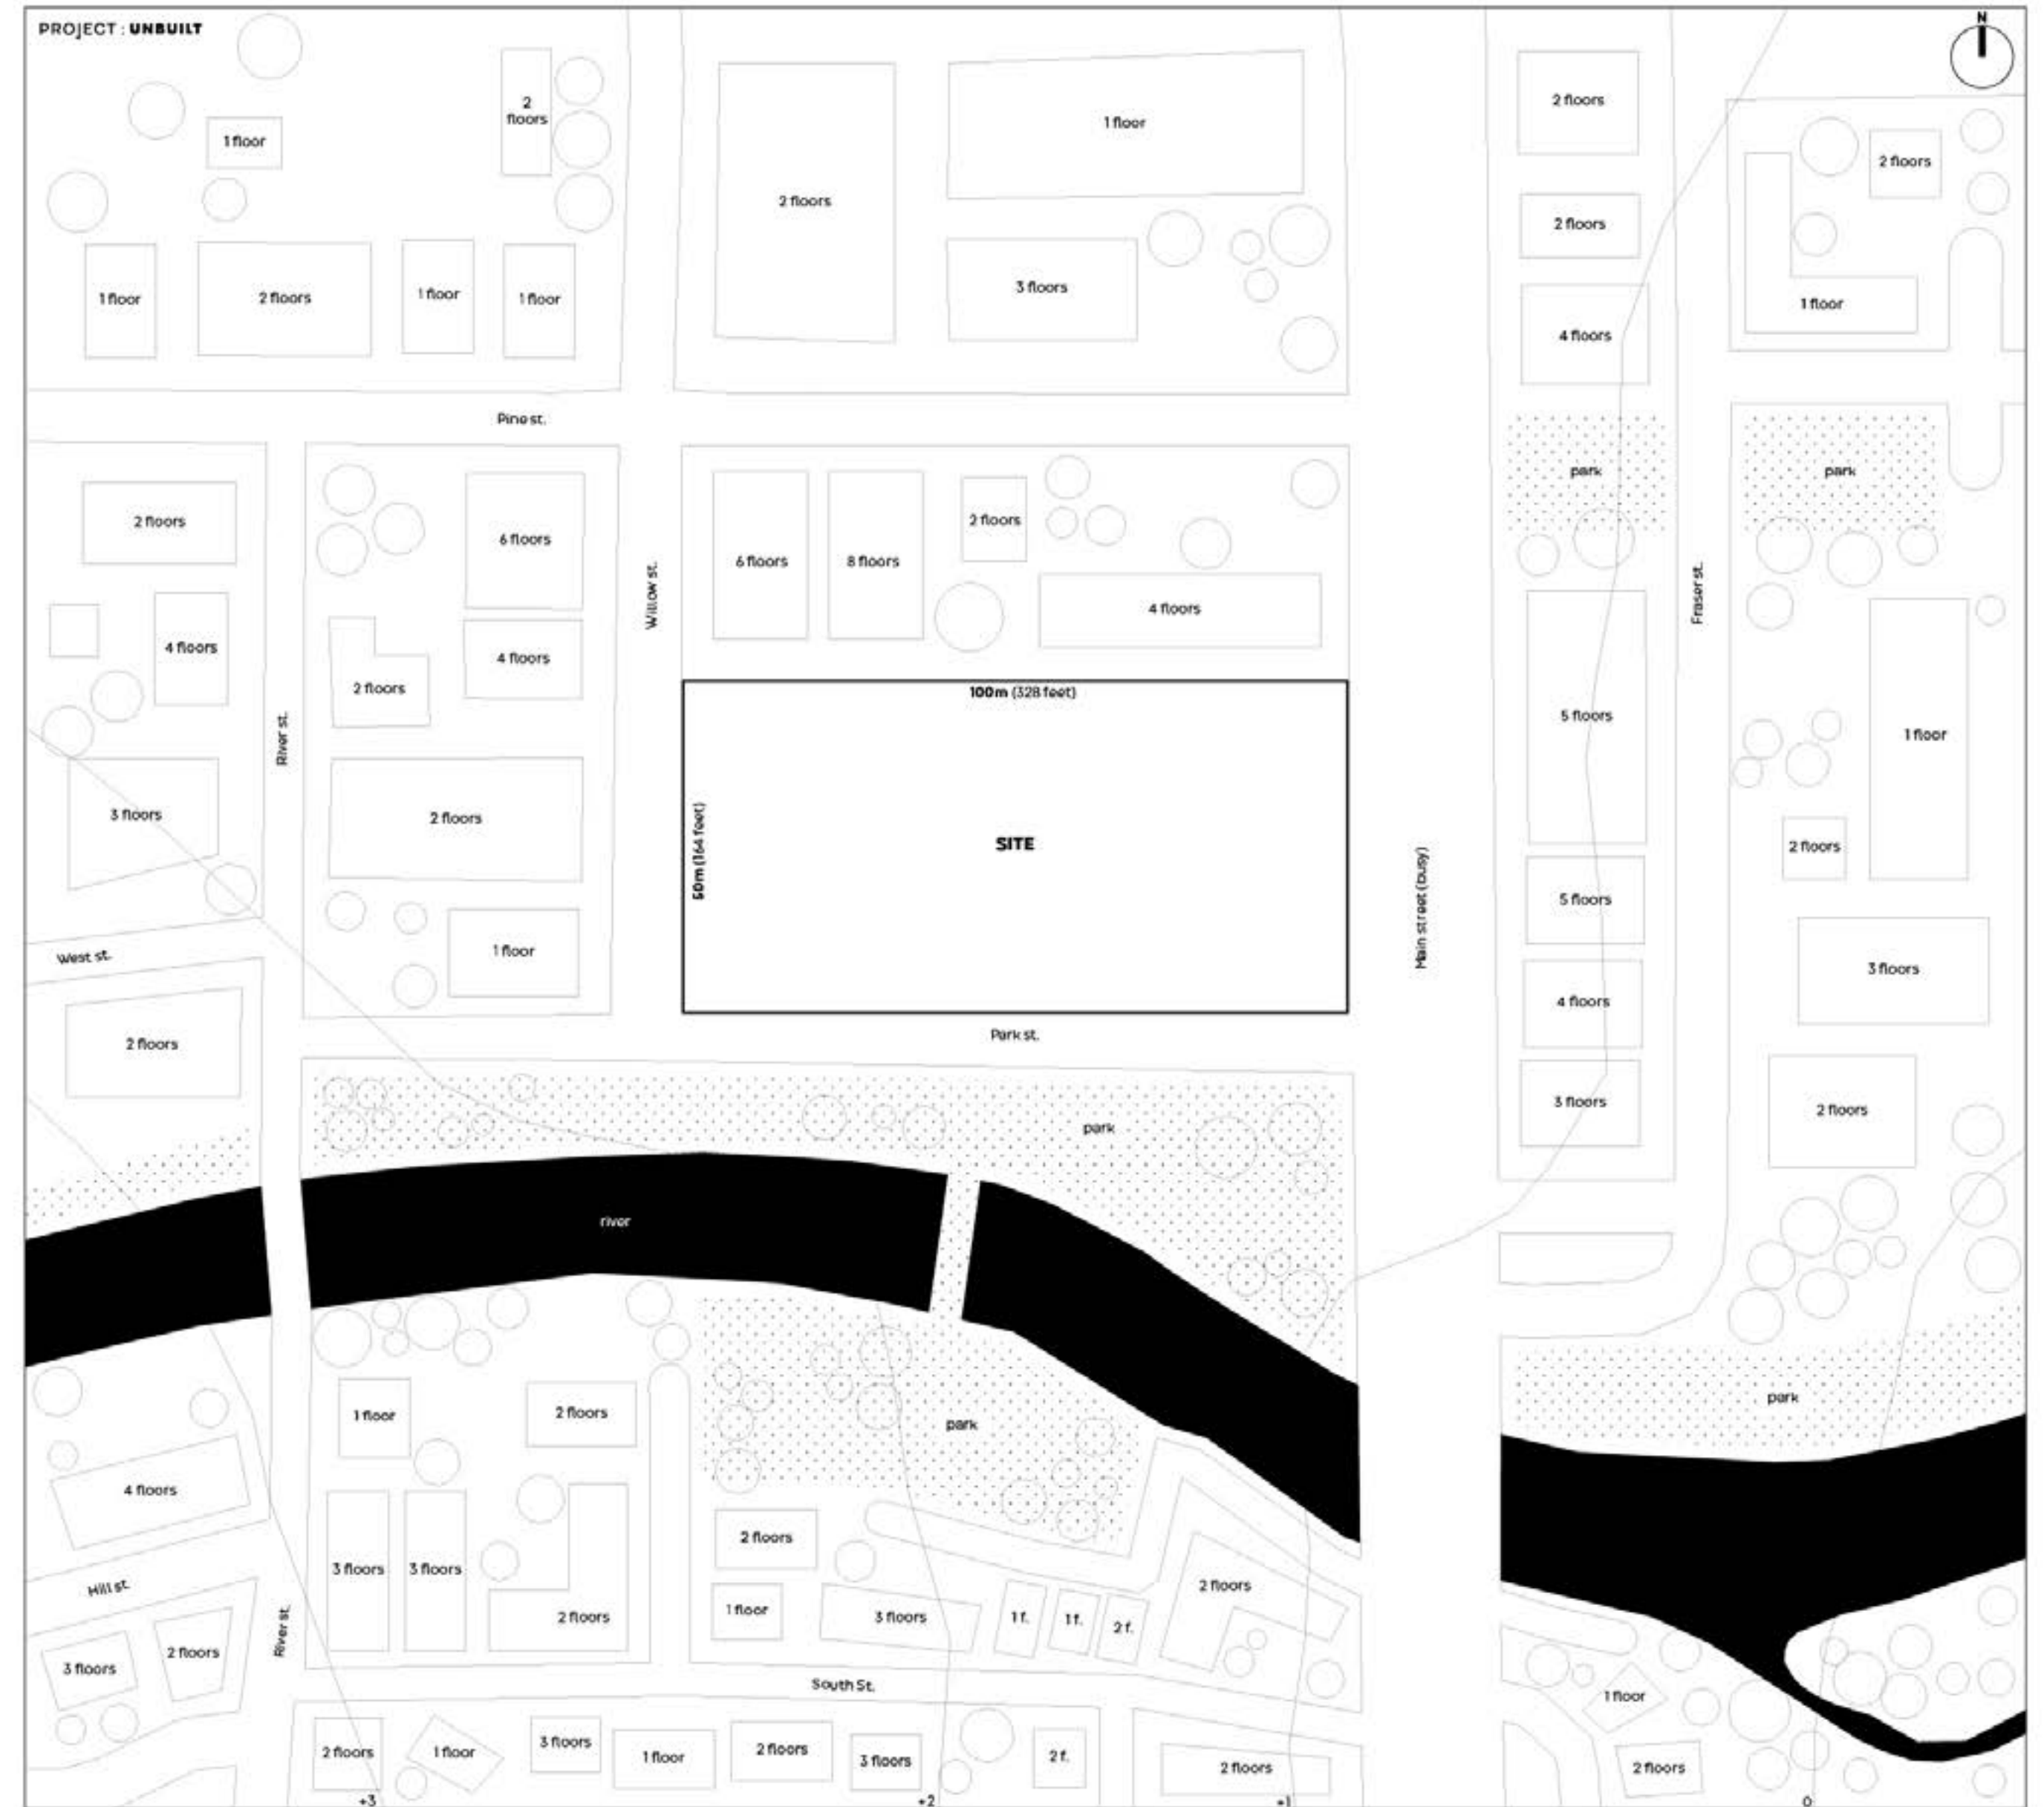 PROJECT : UNBUILT
N
2
floors
2 floors
1 floor
1 floor
2 floors
2 floors
2 floors
1 floor
2 floors
1 floor
1 floor
3 floors
1 floor
4 floors
Pine st.
park
park
2 floors
6 floors
2 floors
6 floors
8 floors
Willow st.
Fraser st.
4 floors
4 floors
4 floors
2 floors
100m (328 feet)
5 floors
River st.
1 floor
3 floors
2 floors
SITE
50m (164 feet)
Main street (busy)
2 floors
5 floors
1 floor
West st.
3 floors
4 floors
Park st.
2 floors
3 floors
2 floors
park
river
park
1 floor
2 floors
park
4 floors
2 floors
3 floors
3 floors
Hill st.
2 floors
1 floor
2 floors
3 floors
1 f.
1 f.
2 f.
River st.
2 floors
3 floors
South St.
1 floor
2 floors
1 floor
3 floors
1 floor
2 floors
3 floors
2 f.
2 floors
2 floors
+3
+2
+1
0